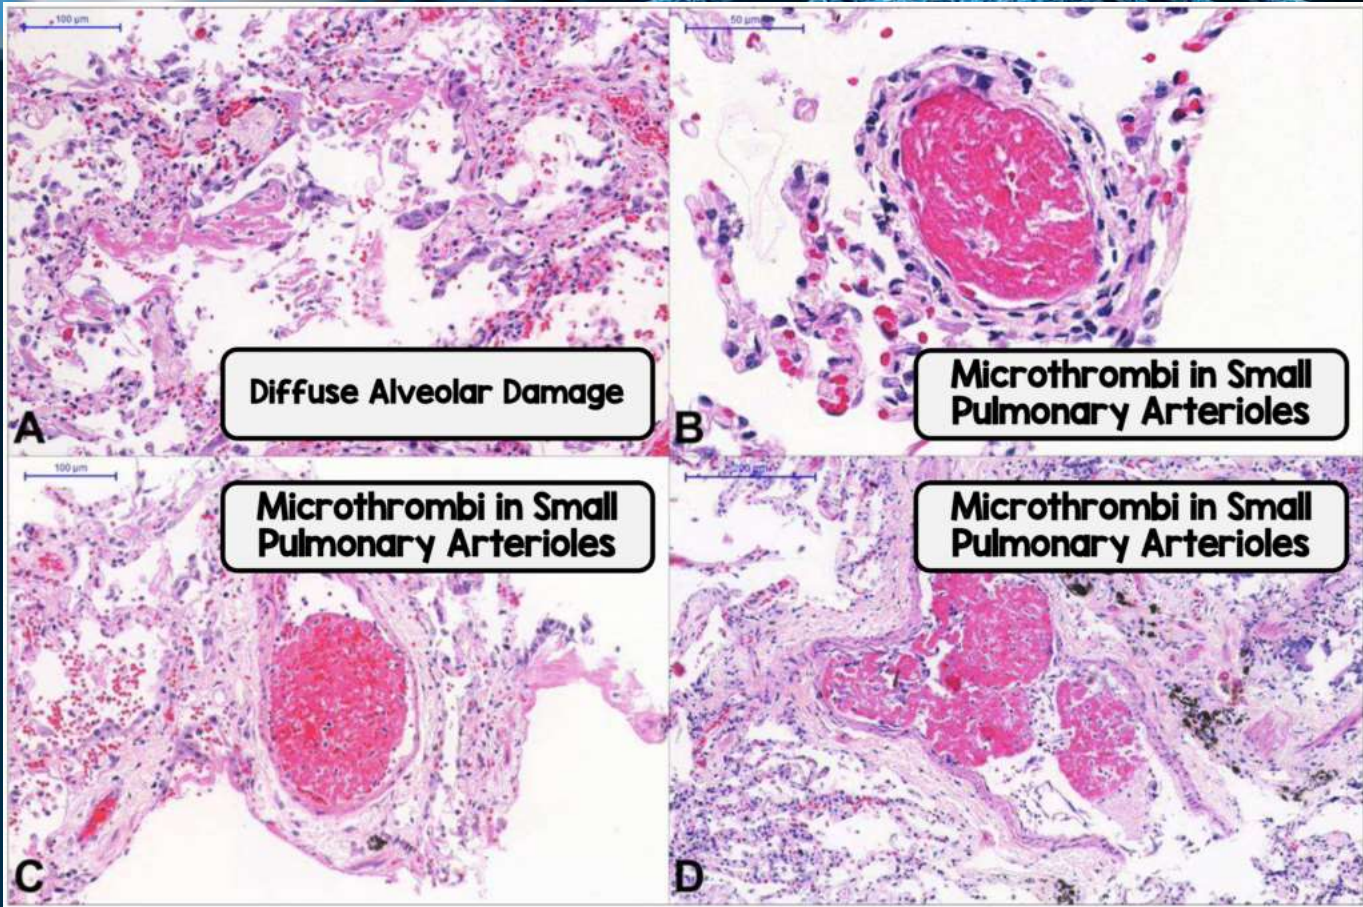 100 µm
50 µm
Diffuse Alveolar Damage
A
Microthrombi in Small
Pulmonary Arterioles
B
100 µm
Microthrombi in Small
Pulmonary Arterioles
C
Microthrombi in Small
Pulmonary Arterioles
D